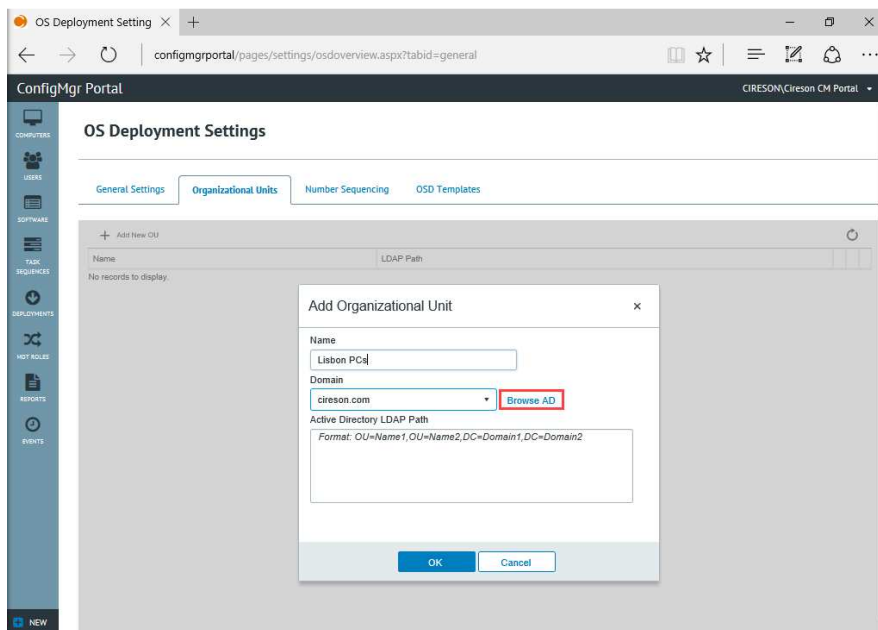 OS Deployment Setting
configmgrportal/pages/settings/osdoverview.aspx?tabid=general
ConfigMgr Portal
CIRESON\Cireson CM Portal
COMPUTERS
USERS
SOFTWARE
TASK
SEQUENCES
DEPLOYMENTS
MDT ROLES
REPORTS
EVENTS
NEW
OS Deployment Settings
General Settings
Organizational Units
Number Sequencing
OSD Templates
Add New OU
Name
LDAP Path
No records to display.
Add Organizational Unit
Name
Lisbon PCs
Domain
cireson.com
Browse AD
Active Directory LDAP Path
Format: OU=Name1,OU=Name2,DC=Domain1,DC=Domain2
OK
Cancel